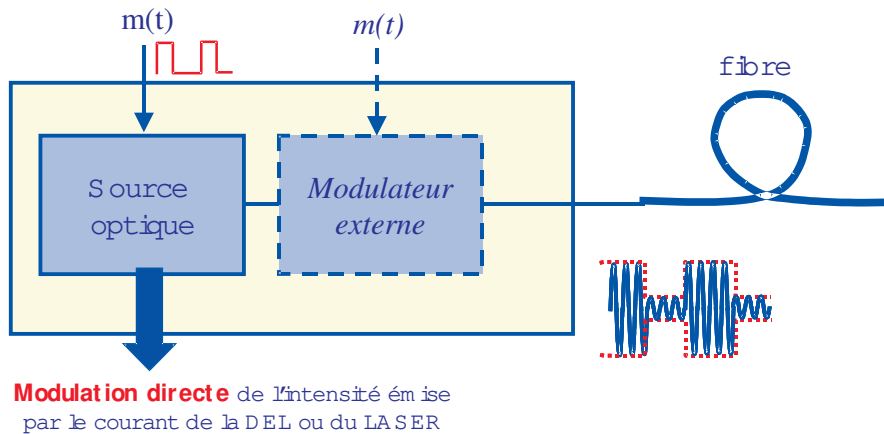 m(t)
m(t)
fibre
Source
optique
Modulateur
externe
Modulation directe de l'intensité émise
par le courant de la DEL ou du LASER